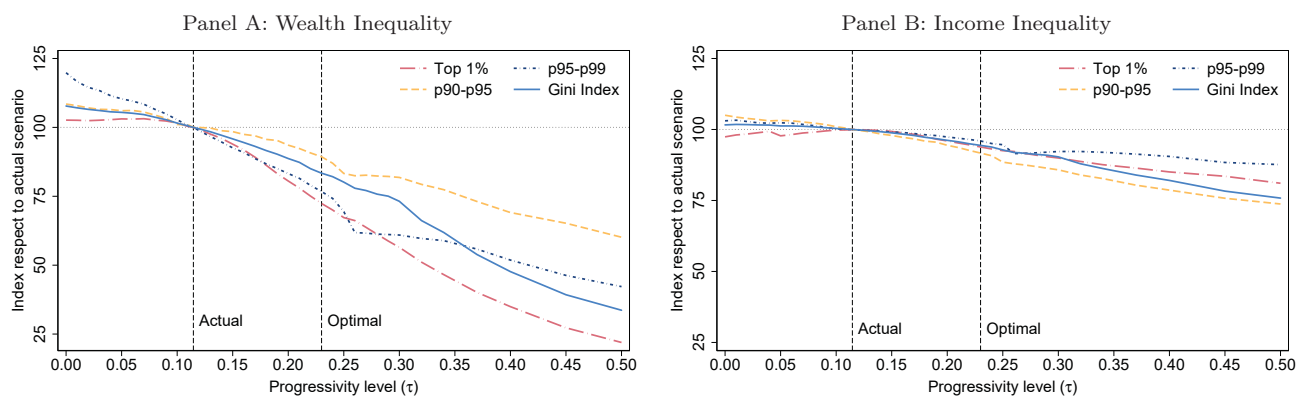 Panel A: Wealth Inequality
Index respect to actual scenario
125
100
75
50
25
Top 1%
p90-p95
p95-p99
Gini Index
Actual
Optimal
0.00 0.05 0.10 0.15 0.20 0.25 0.30 0.35 0.40 0.45 0.50
Progressivity level (τ)
Panel B: Income Inequality
Index respect to actual scenario
125
100
75
50
25
Top 1%
p90-p95
p95-p99
Gini Index
Actual
Optimal
0.00 0.05 0.10 0.15 0.20 0.25 0.30 0.35 0.40 0.45 0.50
Progressivity level (τ)